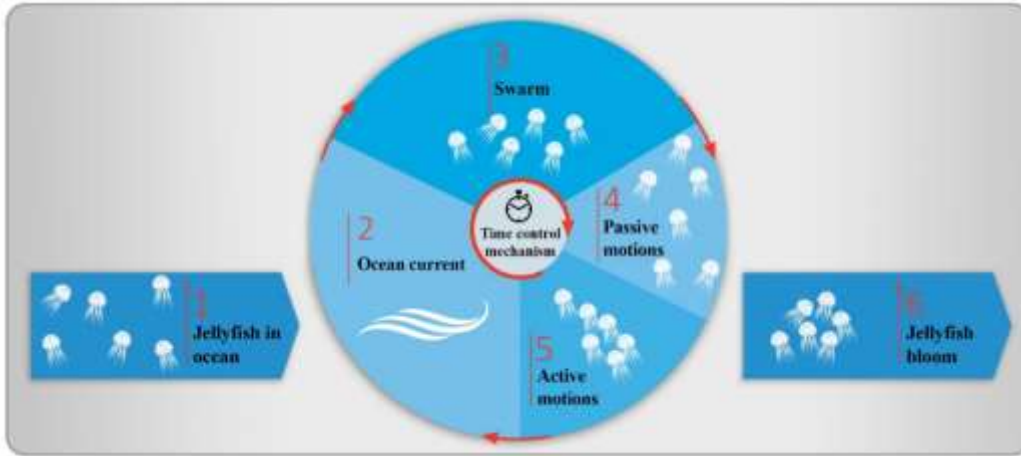 1
Jellyfish in
ocean
2
Ocean current
3
Swarm
4
Passive
motions
5
Active
motions
Time control
mechanism
6
Jellyfish
bloom